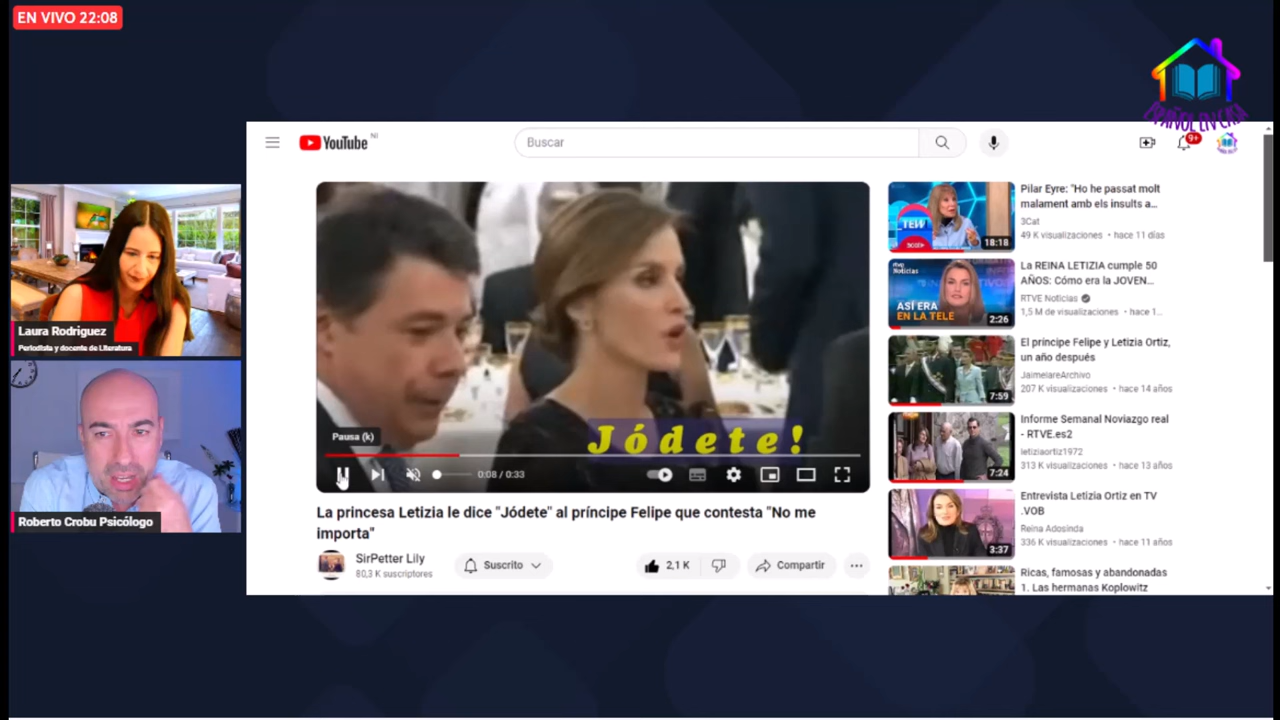 EN VIVO 22:08
ESPAÑOL EN CASA
YouTube NI
Buscar
9+
Laura Rodriguez
Periodista y docente de Literatura
Roberto Crobu Psicólogo
Jódete!
Pausa (k)
0:08 / 0:33
La princesa Letizia le dice "Jódete" al príncipe Felipe que contesta "No me
importa"
SirPetter Lily
80,3 K suscriptores
Suscrito
2,1 K
Compartir
18:18
Pilar Eyre: "Ho he passat molt
malament amb els insults a...
3Cat
49 K visualizaciones • hace 11 días
Noticias
ASÍ ERA
EN LA TELE
2:26
La REINA LETIZIA cumple 50
AÑOS: Cómo era la JOVEN...
RTVE Noticias
1,5 M de visualizaciones • hace 1...
7:59
El príncipe Felipe y Letizia Ortiz,
un año después
JaimelareArchivo
207 K visualizaciones • hace 14 años
7:24
Informe Semanal Noviazgo real
- RTVE.es2
letiziaortiz1972
313 K visualizaciones • hace 13 años
3:37
Entrevista Letizia Ortiz en TV
.VOB
Reina Adosinda
336 K visualizaciones • hace 11 años
Ricas, famosas y abandonadas
1. Las hermanas Koplowitz